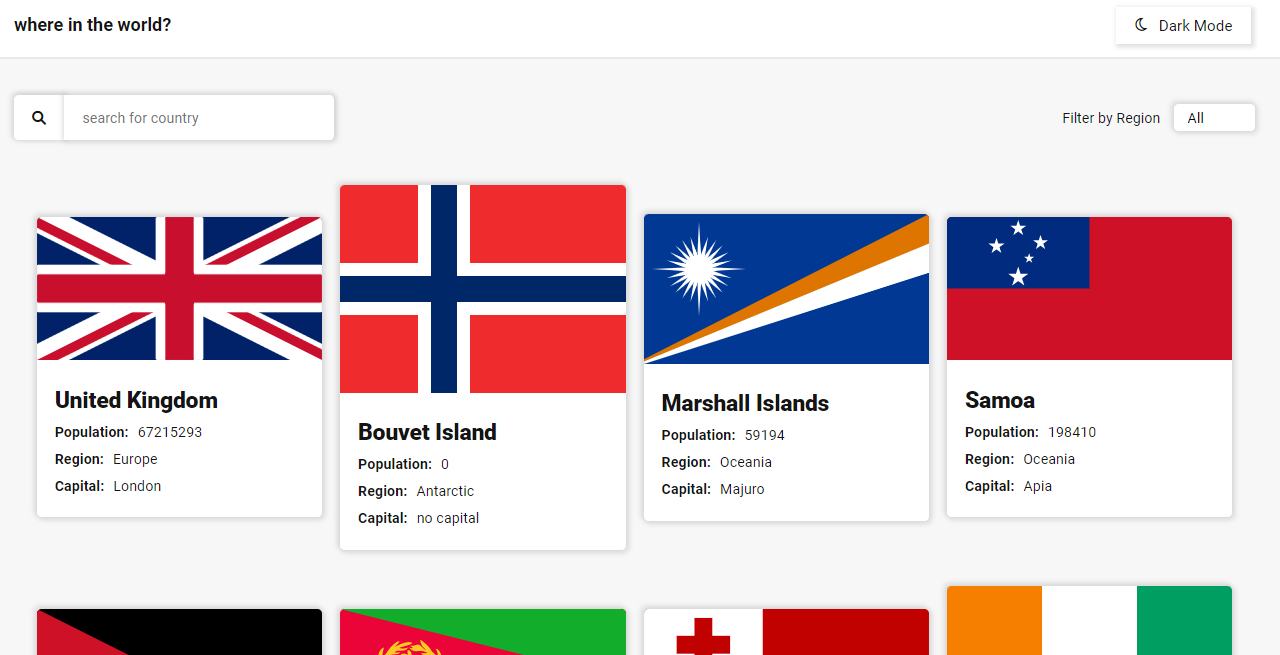 where in the world?
Dark Mode
search for country
Filter by Region
All
United Kingdom
Population: 67215293
Region: Europe
Capital: London
Bouvet Island
Population: 0
Region: Antarctic
Capital: no capital
Marshall Islands
Population: 59194
Region: Oceania
Capital: Majuro
Samoa
Population: 198410
Region: Oceania
Capital: Apia